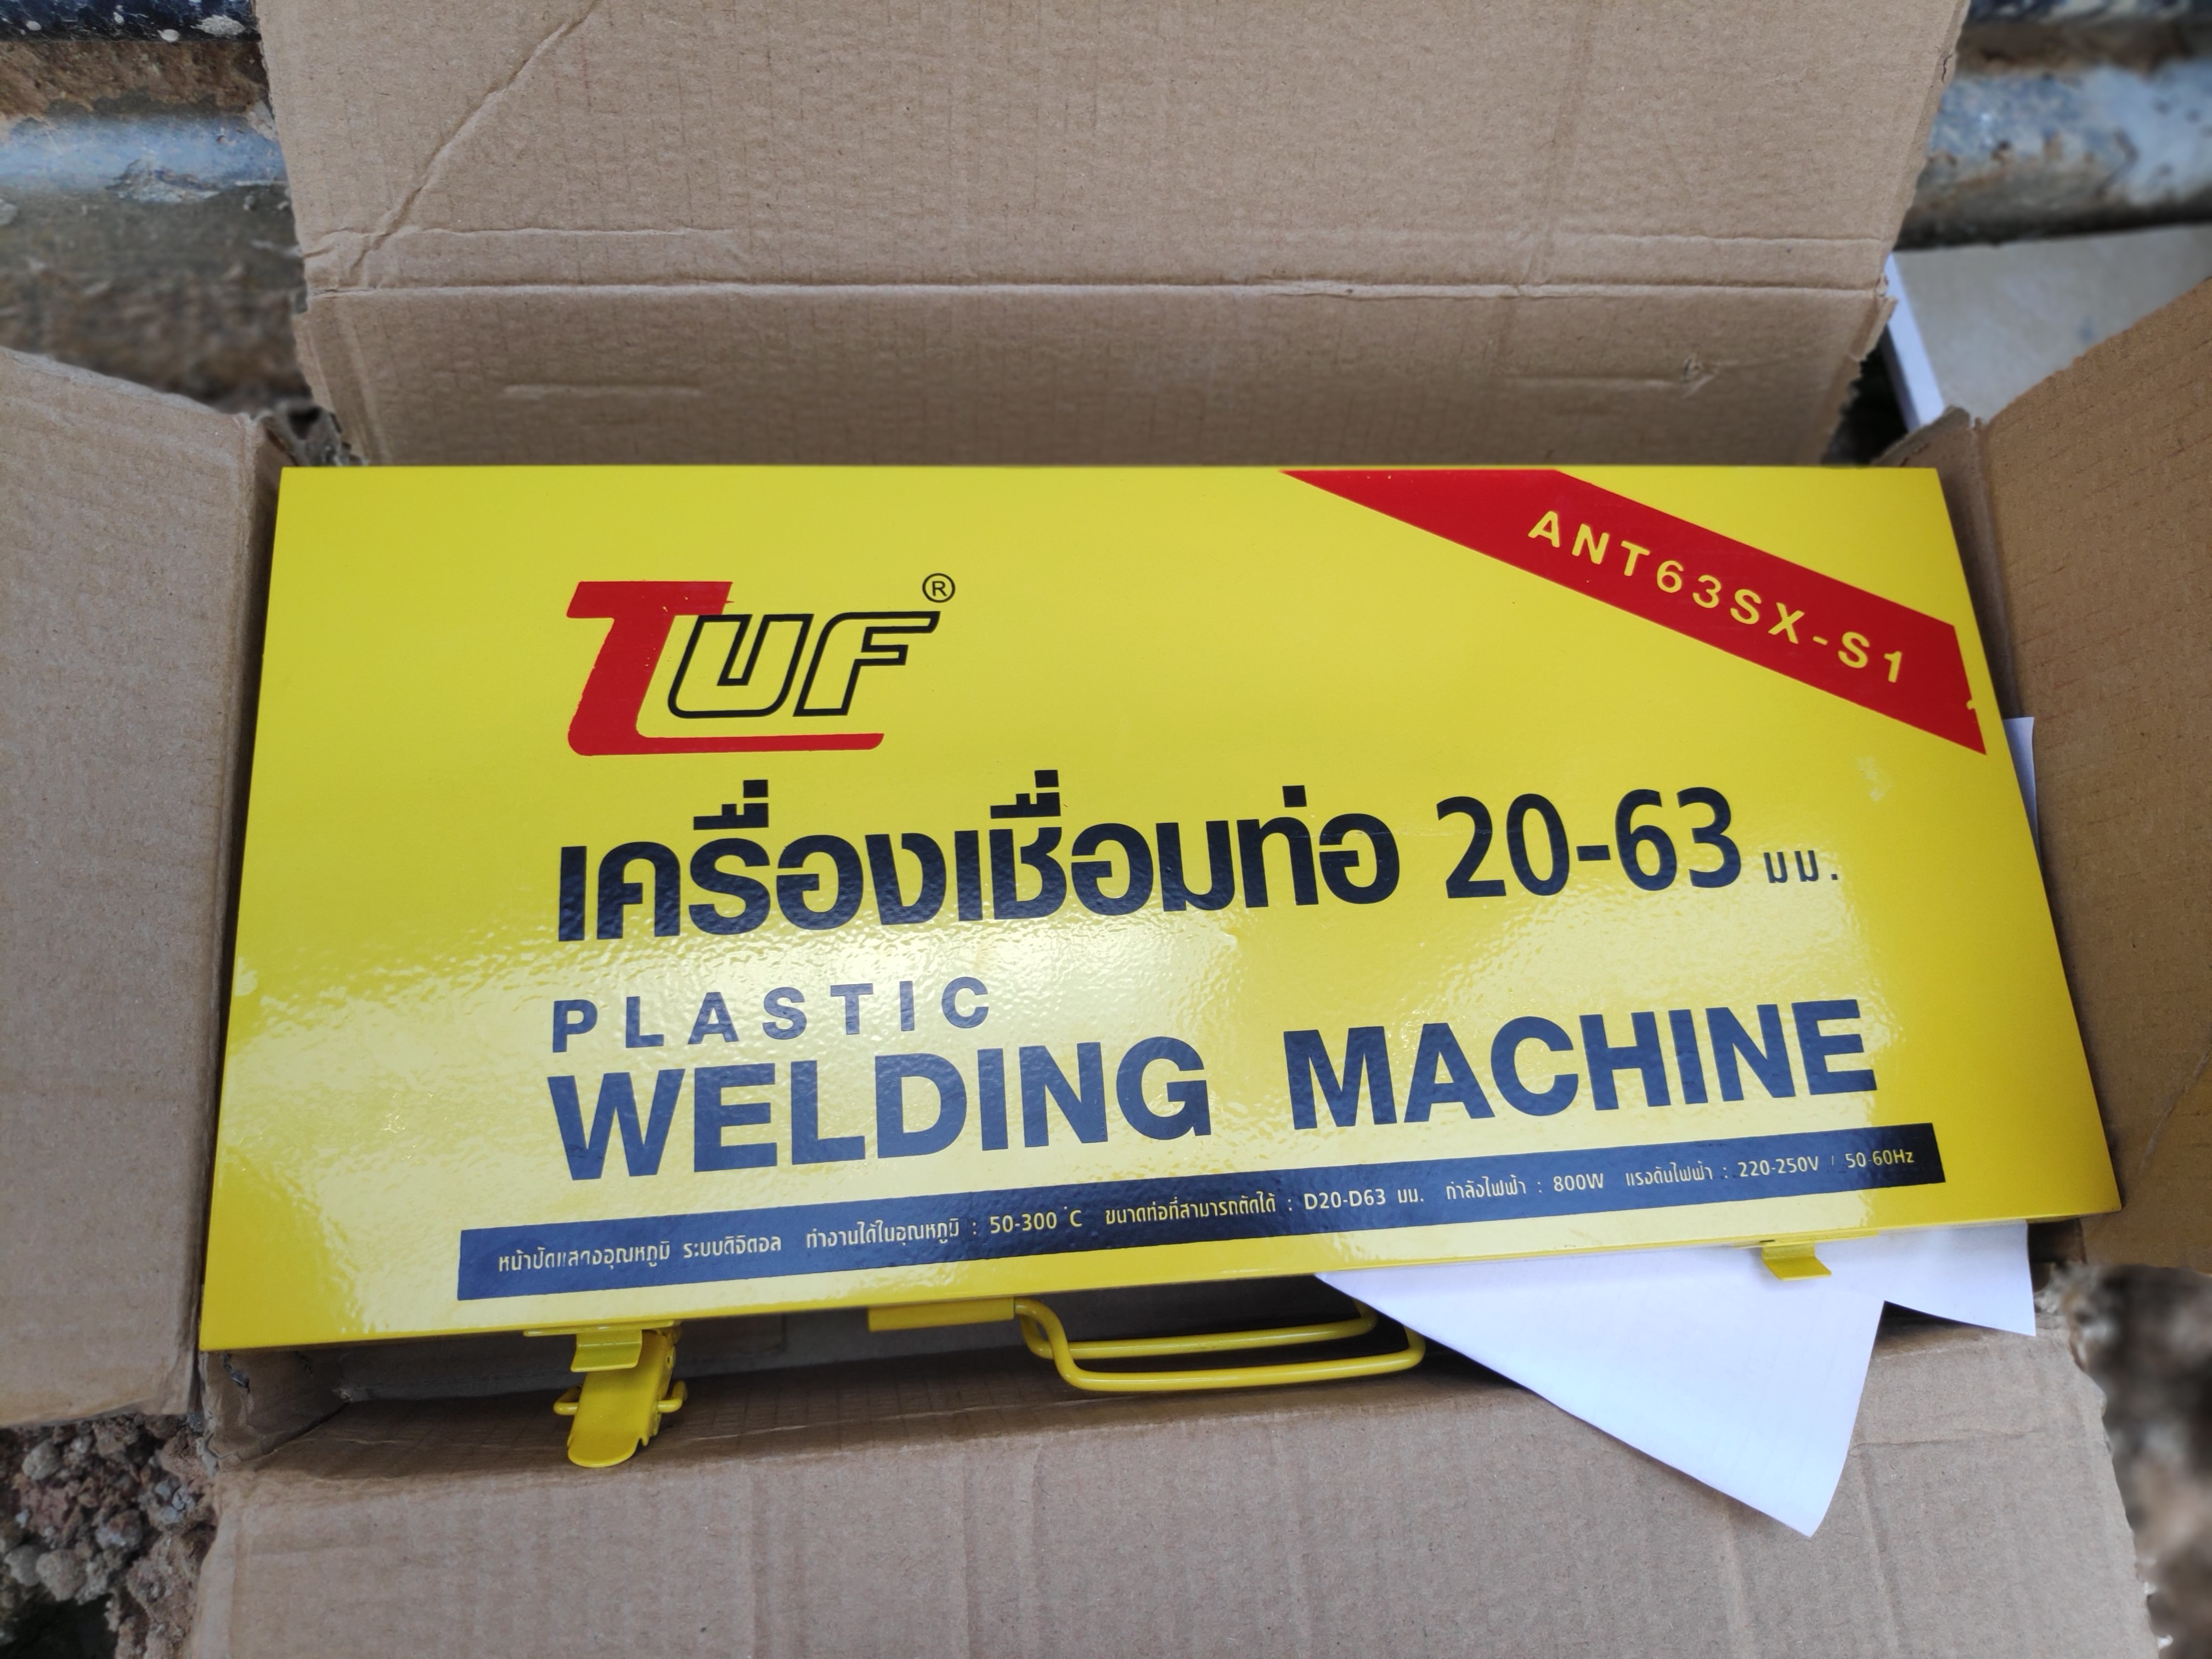 TUF®
ANT63SX-S1
เครื่องเชื่อมท่อ 20-63 มม.
PLASTIC
WELDING MACHINE
หน้าปัดแสดงอุณหภูมิ ระบบดิจิตอล ทำงานได้ในอุณหภูมิ : 50-300 °C ขนาดท่อที่สามารถตัดได้ : D20-D63 มม. กำลังไฟฟ้า : 800W แรงดันไฟฟ้า : 220-250V / 50-60Hz